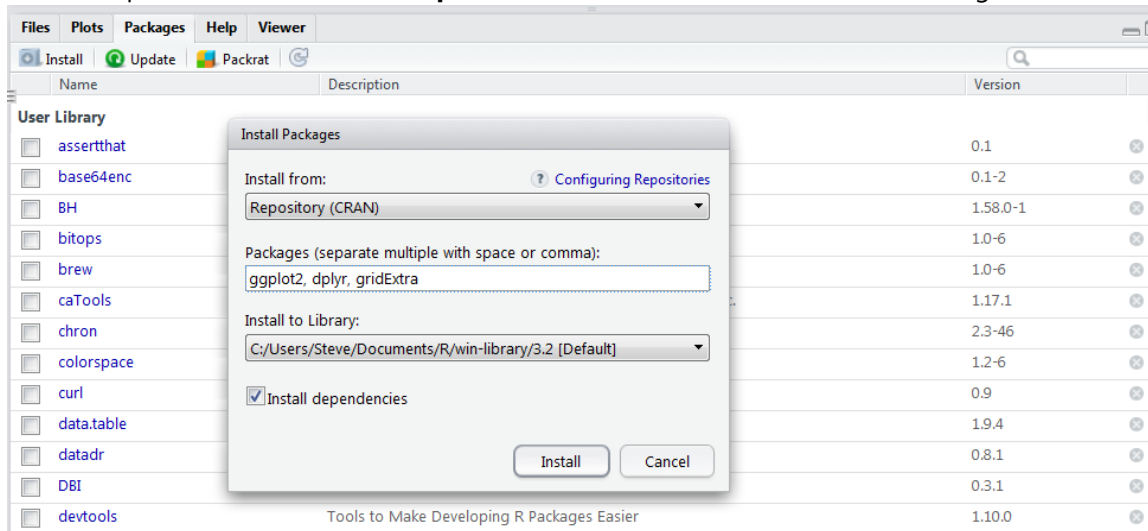 Files Plots Packages Help Viewer
Install Update Packrat
Name Description Version
User Library
assertthat 0.1
base64enc 0.1-2
BH 1.58.0-1
bitops 1.0-6
brew 1.0-6
caTools c. 1.17.1
chron 2.3-46
colorspace 1.2-6
curl 0.9
data.table 1.9.4
datadr 0.8.1
DBI 0.3.1
devtools Tools to Make Developing R Packages Easier 1.10.0
Install Packages
Install from: ? Configuring Repositories
Repository (CRAN)
Packages (separate multiple with space or comma):
ggplot2, dplyr, gridExtra
Install to Library:
C:/Users/Steve/Documents/R/win-library/3.2 [Default]
Install dependencies
Install Cancel